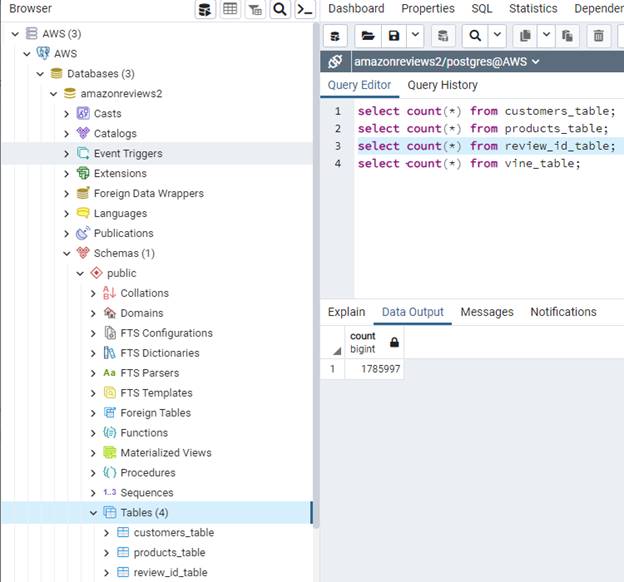 Browser
AWS (3)
AWS
Databases (3)
amazonreviews2
Casts
Catalogs
Event Triggers
Extensions
Foreign Data Wrappers
Languages
Publications
Schemas (1)
public
Collations
Domains
FTS Configurations
FTS Dictionaries
Aa FTS Parsers
FTS Templates
Foreign Tables
Functions
Materialized Views
Procedures
1..3 Sequences
Tables (4)
customers_table
products_table
review_id_table
Dashboard Properties SQL Statistics Dependen
amazonreviews2/postgres@AWS
Query Editor Query History
1 select count(*) from customers_table;
2 select count(*) from products_table;
3 select count(*) from review_id_table;
4 select count(*) from vine_table;
Explain Data Output Messages Notifications
count
bigint
1 1785997